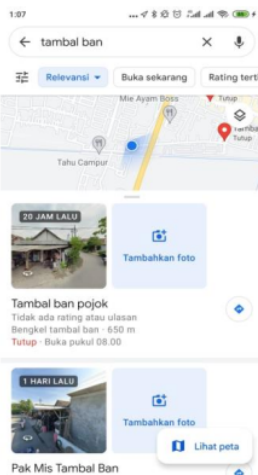 1:07
tambal ban
Relevansi
Buka sekarang
Rating
Mie Ayam Boss
Tutup
Tutup
Tahu Campur
20 JAM LALU
Tambahkan foto
Tambal ban pojok
Tidak ada rating atau ulasan
Bengkel tambal ban · 650 m
Tutup · Buka pukul 08.00
1 HARI LALU
Tambahkan foto
Lihat peta
Pak Mis Tambal Ban